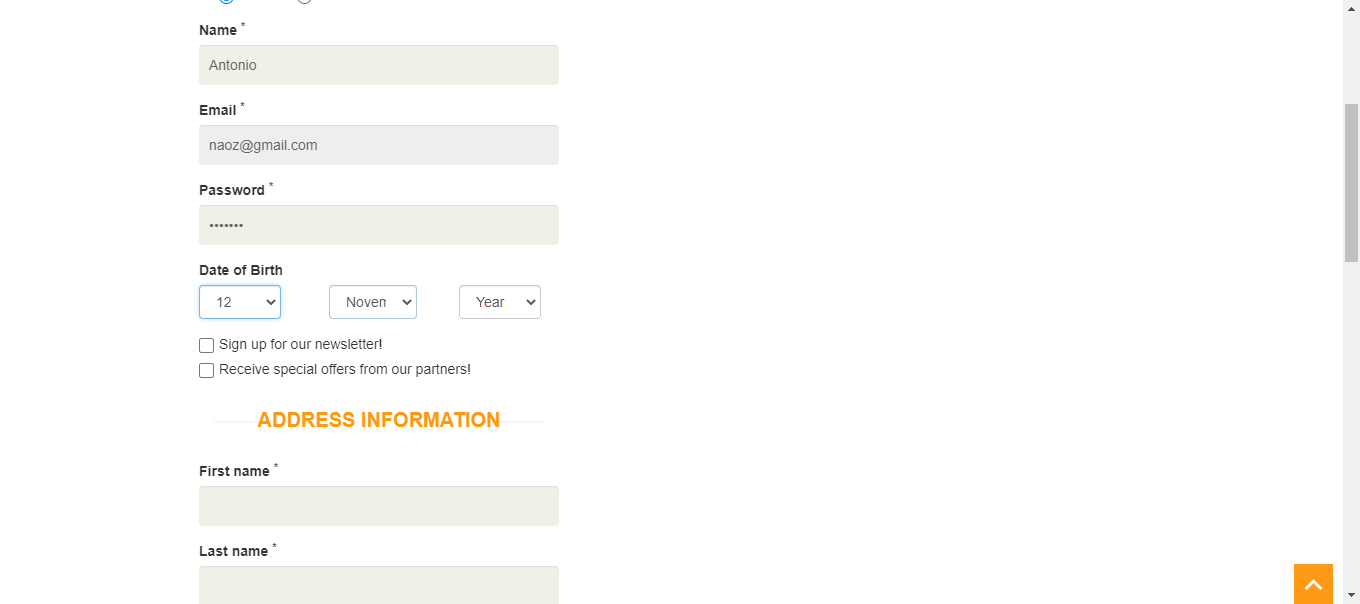 Name *
Antonio
Email *
naoz@gmail.com
Password *
•••••••
Date of Birth
12 Noven Year
Sign up for our newsletter!
Receive special offers from our partners!
ADDRESS INFORMATION
First name *
Last name *